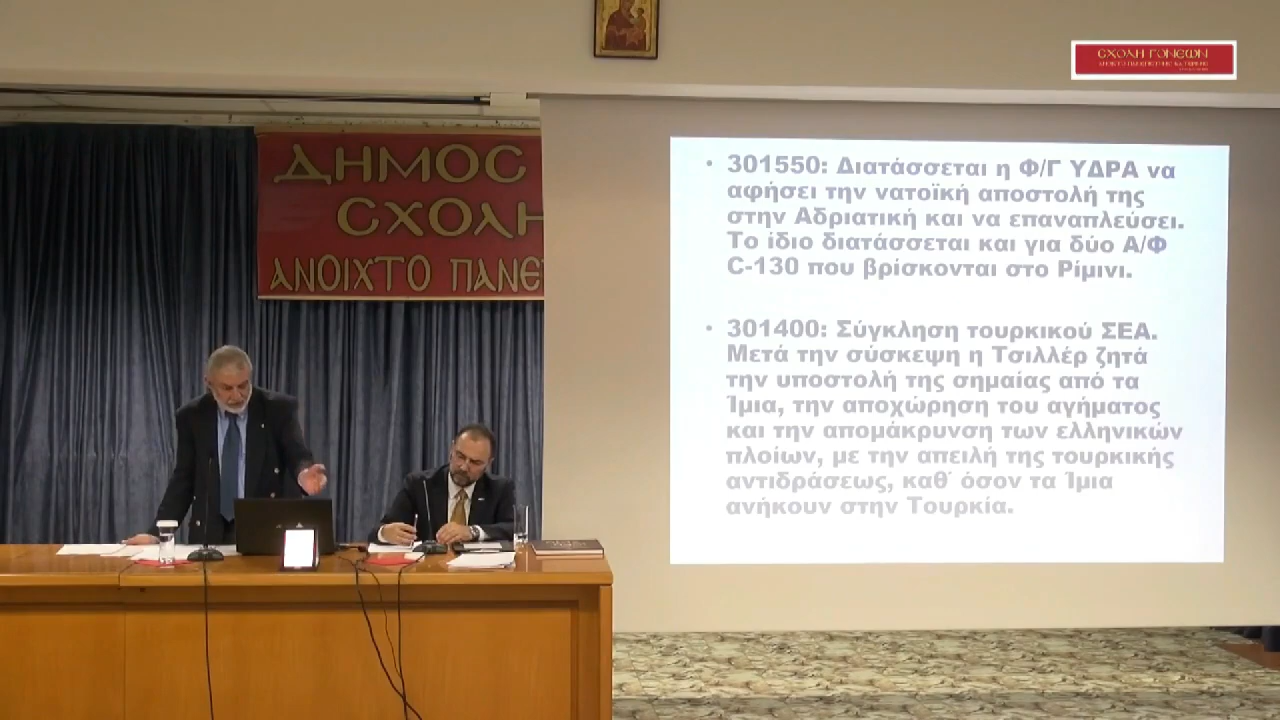 ΣΧΟΛΗ ΓΟΝΕΩΝ
ΔΗΜΟΣ
ΣΧΟΛΗ
ΑΝΟΙΧΤΟ ΠΑΝΕ
• 301550: Διατάσσεται η Φ/Γ ΥΔΡΑ να
αφήσει την νατοϊκή αποστολή της
στην Αδριατική και να επαναπλεύσει.
Το ίδιο διατάσσεται και για δύο Α/Φ
C-130 που βρίσκονται στο Ρίμινι.
• 301400: Σύγκληση τουρκικού ΣΕΑ.
Μετά την σύσκεψη η Τσιλλέρ ζητά
την υποστολή της σημαίας από τα
Ίμια, την αποχώρηση του αγήματος
και την απομάκρυνση των ελληνικών
πλοίων, με την απειλή της τουρκικής
αντιδράσεως, καθ΄ όσον τα Ίμια
ανήκουν στην Τουρκία.